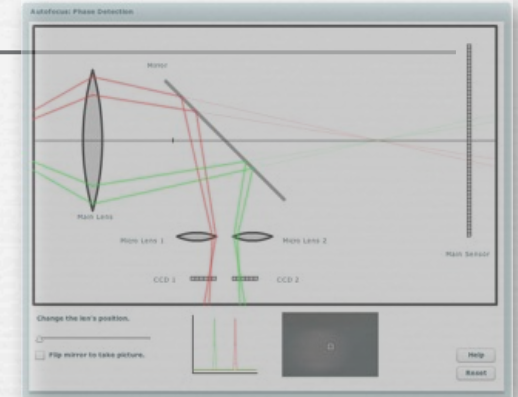 Autofocus: Phase Detection
Mirror
Main Lens
Micro Lens 1
Micro Lens 2
Main Sensor
CCD 1
CCD 2
Change the len's position.
Flip mirror to take picture.
Help
Reset